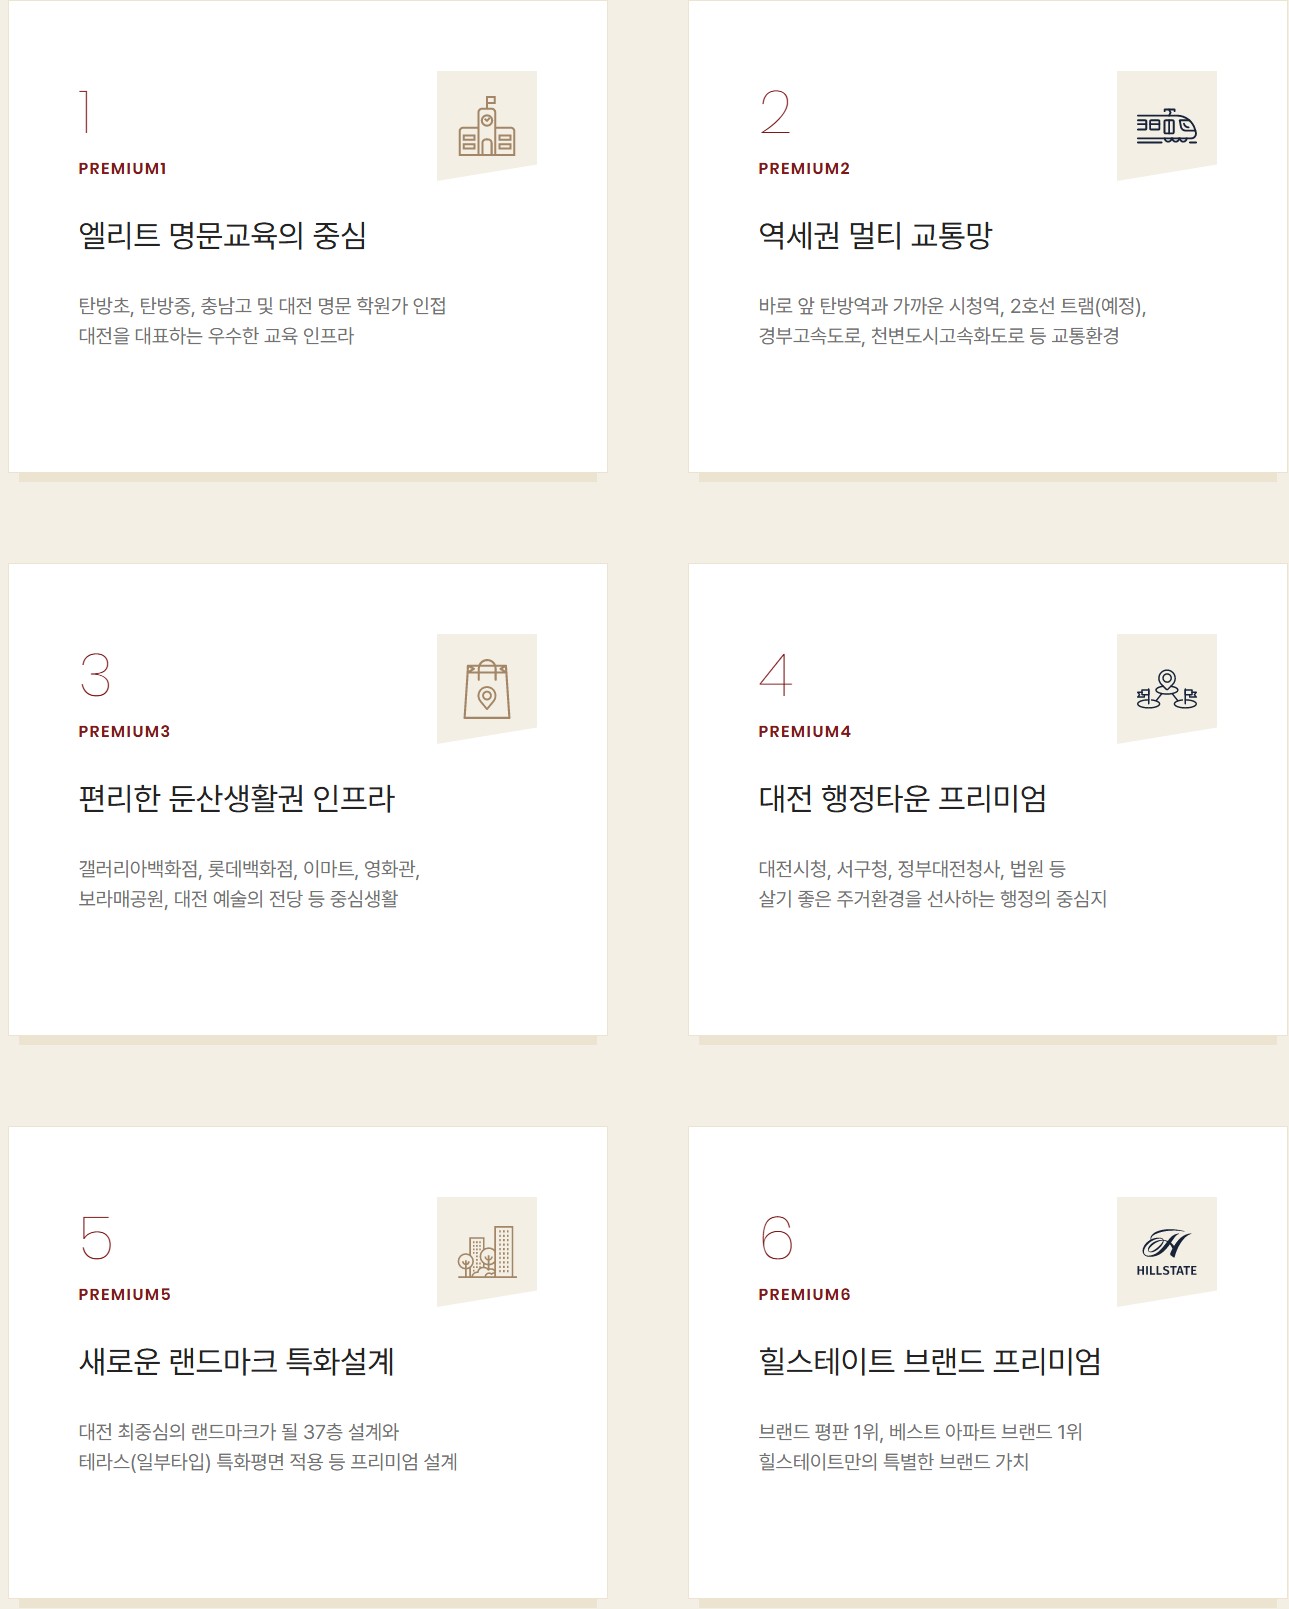 1
PREMIUM1
엘리트 명문교육의 중심
탄방초, 탄방중, 충남고 및 대전 명문 학원가 인접
대전을 대표하는 우수한 교육 인프라
2
PREMIUM2
역세권 멀티 교통망
바로 앞 탄방역과 가까운 시청역, 2호선 트램(예정),
경부고속도로, 천변도시고속화도로 등 교통환경
3
PREMIUM3
편리한 둔산생활권 인프라
갤러리아백화점, 롯데백화점, 이마트, 영화관,
보라매공원, 대전 예술의 전당 등 중심생활
4
PREMIUM4
대전 행정타운 프리미엄
대전시청, 서구청, 정부대전청사, 법원 등
살기 좋은 주거환경을 선사하는 행정의 중심지
5
PREMIUM5
새로운 랜드마크 특화설계
대전 최중심의 랜드마크가 될 37층 설계와
테라스(일부타입) 특화평면 적용 등 프리미엄 설계
6
PREMIUM6
H
HILLSTATE
힐스테이트 브랜드 프리미엄
브랜드 평판 1위, 베스트 아파트 브랜드 1위
힐스테이트만의 특별한 브랜드 가치